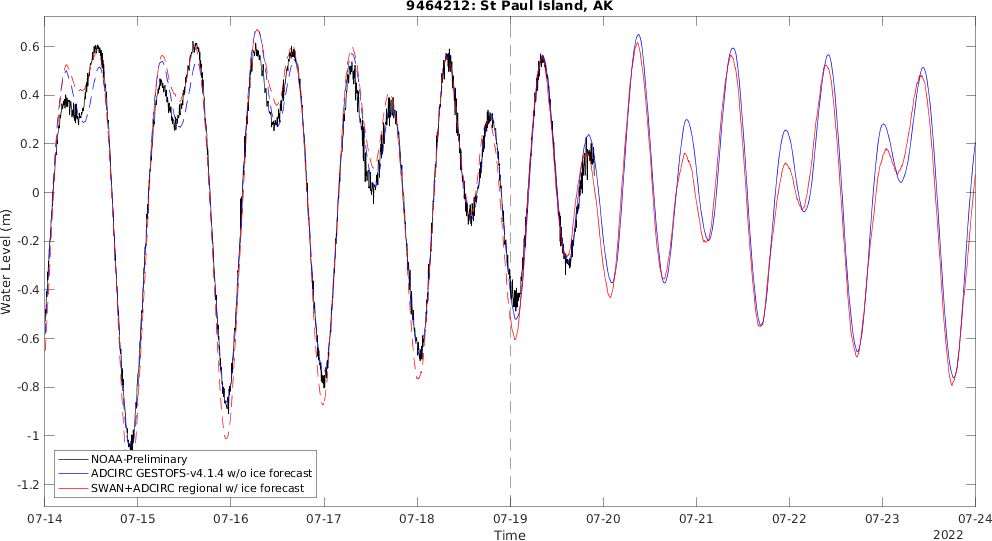 9464212: St Paul Island, AK
Water Level (m)
0.6
0.4
0.2
0
-0.2
-0.4
-0.6
-0.8
-1
-1.2
NOAA-Preliminary
ADCIRC GESTOFS-v4.1.4 w/o ice forecast
SWAN+ADCIRC regional w/ ice forecast
07-14 07-15 07-16 07-17 07-18 07-19 07-20 07-21 07-22 07-23 07-24
Time
2022